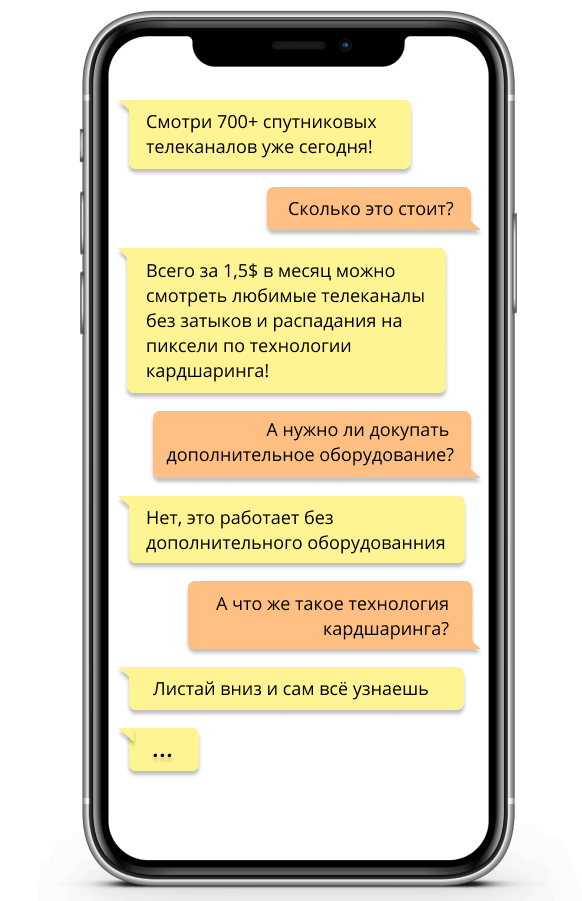 Смотри 700+ спутниковых
телеканалов уже сегодня!
Сколько это стоит?
Всего за 1,5$ в месяц можно
смотреть любимые телеканалы
без затыков и распадания на
пиксели по технологии
кардшаринга!
А нужно ли докупать
дополнительное оборудование?
Нет, это работает без
дополнительного оборудованния
А что же такое технология
кардшаринга?
Листай вниз и сам всё узнаешь
...